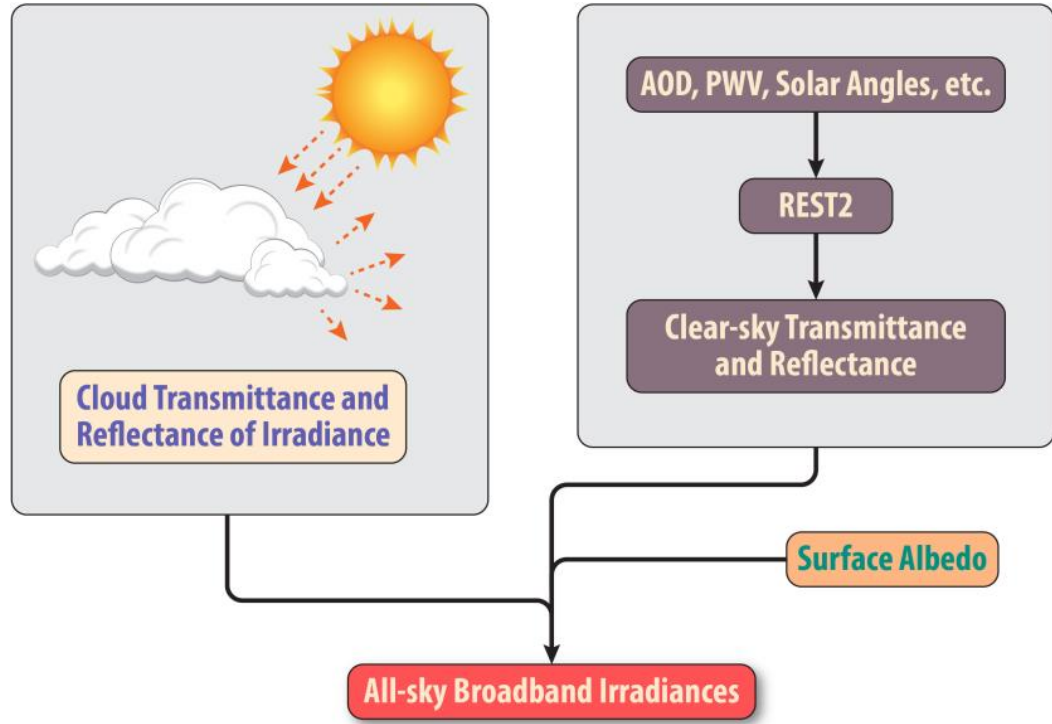 Cloud Transmittance and
Reflectance of Irradiance
AOD, PWV, Solar Angles, etc.
REST2
Clear-sky Transmittance
and Reflectance
Surface Albedo
All-sky Broadband Irradiances